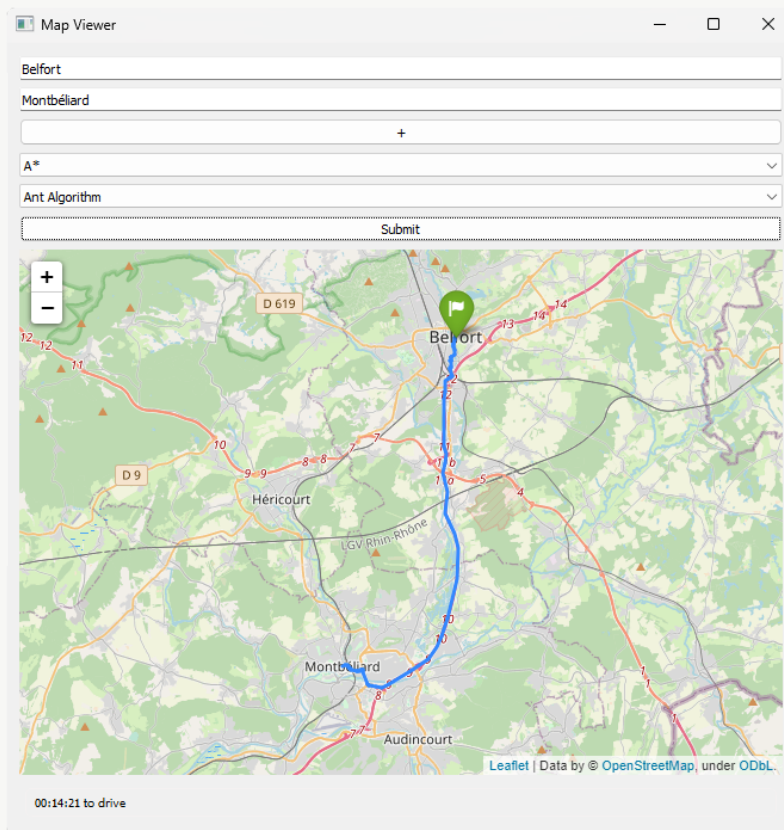 Map Viewer
Belfort
Montbéliard
+
A*
Ant Algorithm
Submit
+
−
D 619
14
14
13
12
12
Belfort
11
2
12
10
7
7
11
8
8
9
9
b
5
4
D 9
Héricourt
LGV Rhin-Rhône
10
10
Montbéliard
9
8
7
7
1
1
1
Audincourt
Leaflet | Data by © OpenStreetMap, under ODbL.
00:14:21 to drive